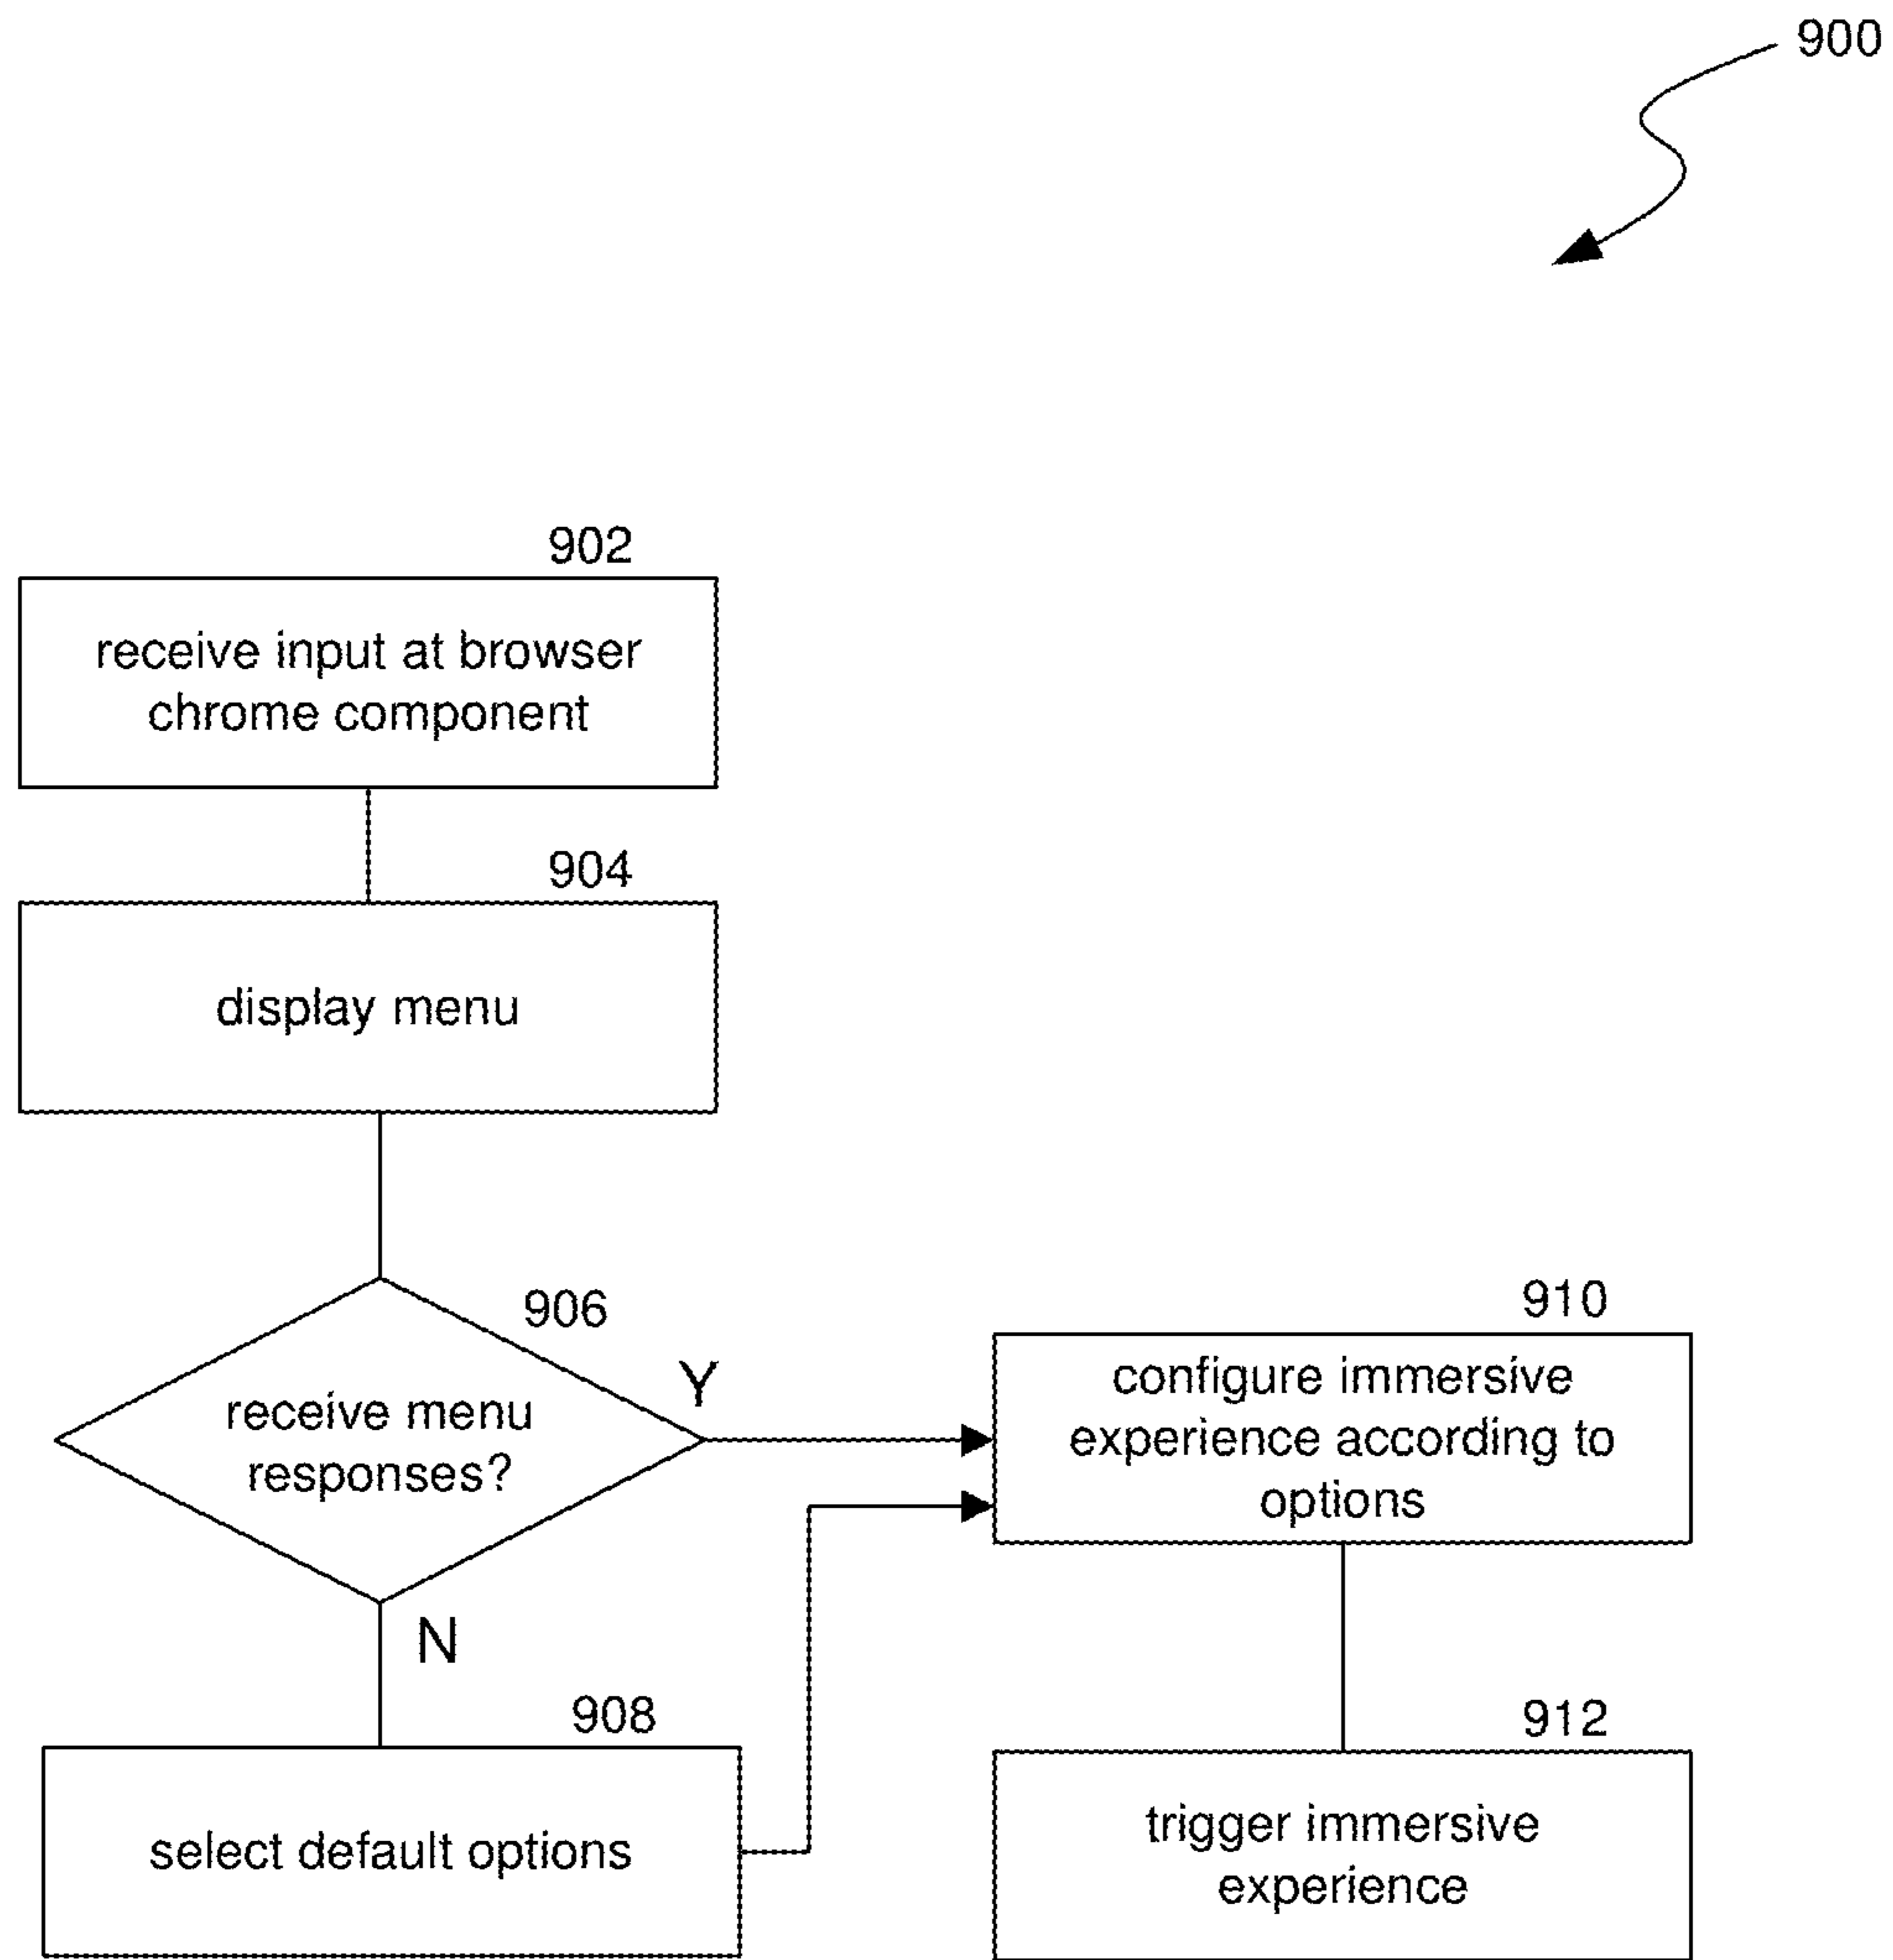 900
902
receive input at browser
chrome component
904
display menu
906
receive menu
responses?
Y
N
908
select default options
910
configure immersive
experience according to
options
912
trigger immersive
experience